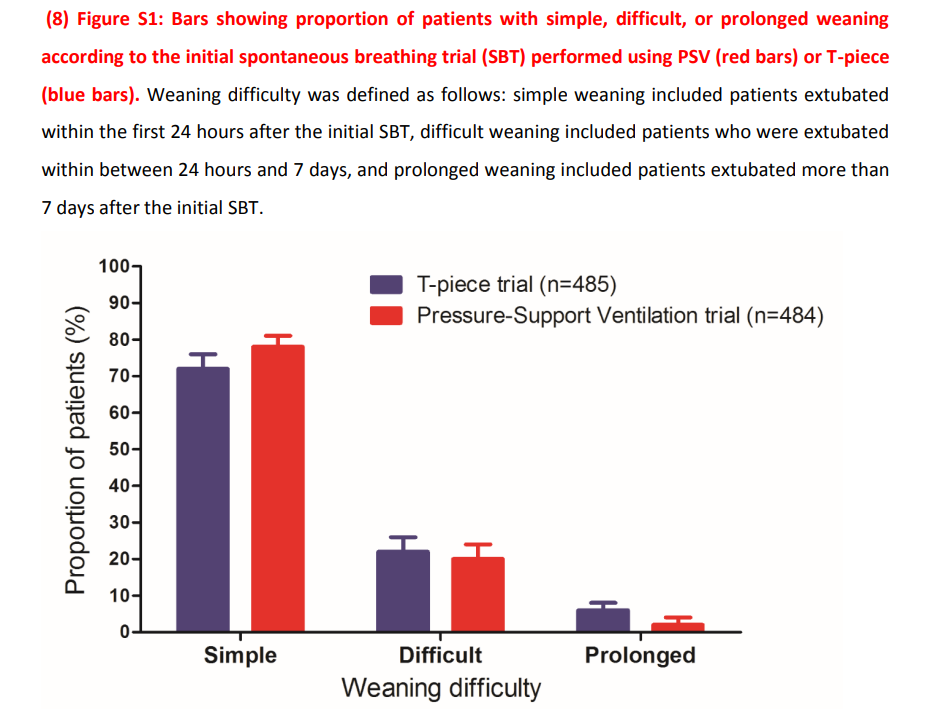 (8) Figure S1: Bars showing proportion of patients with simple, difficult, or prolonged weaning
according to the initial spontaneous breathing trial (SBT) performed using PSV (red bars) or T-piece
(blue bars). Weaning difficulty was defined as follows: simple weaning included patients extubated
within the first 24 hours after the initial SBT, difficult weaning included patients who were extubated
within between 24 hours and 7 days, and prolonged weaning included patients extubated more than
7 days after the initial SBT.
T-piece trial (n=485)
Pressure-Support Ventilation trial (n=484)
Proportion of patients (%)
100
90
80
70
60
50
40
30
20
10
0
Simple Difficult Prolonged
Weaning difficulty